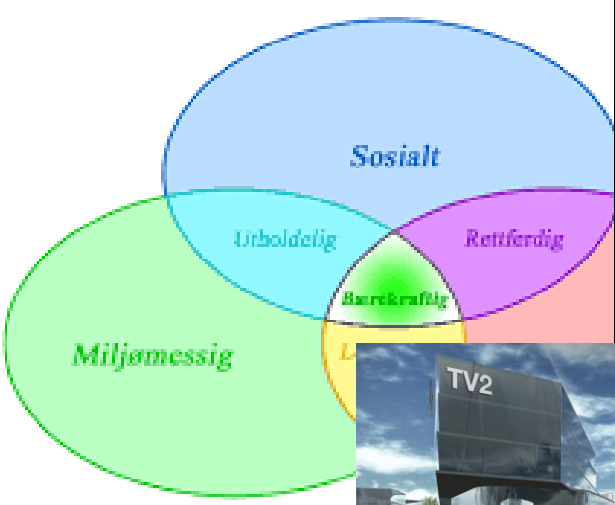 Sosialt
Utholdelig
Rettferdig
Bærekraftig
Miljømessig
TV2